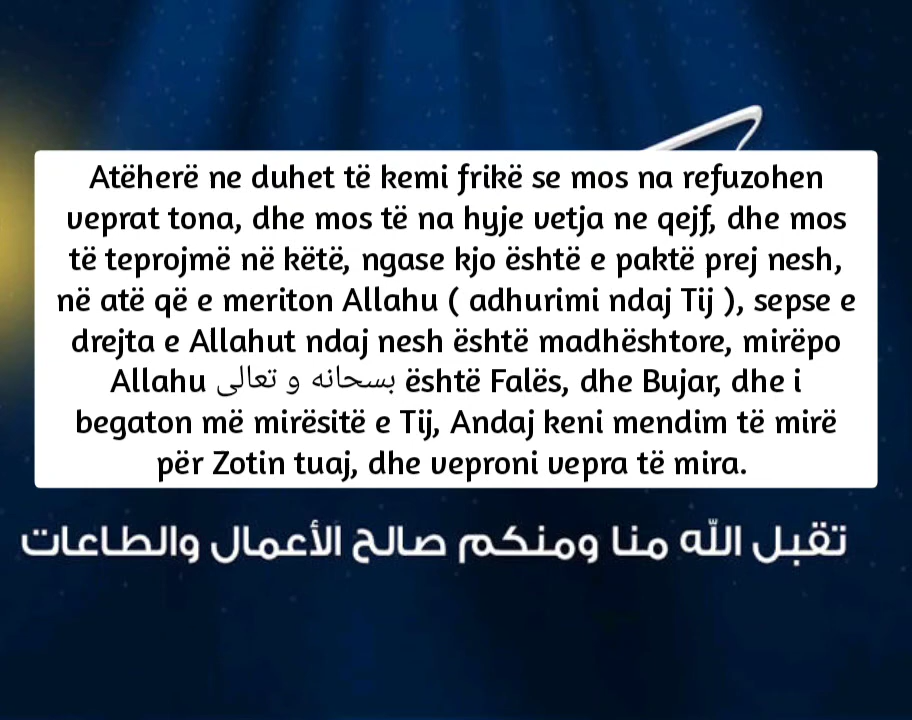 Atëherë ne duhet të kemi frikë se mos na refuzohen
veprat tona, dhe mos të na hyje vetja ne qejf, dhe mos
të teprojmë në këtë, ngase kjo është e paktë prej nesh,
në atë që e meriton Allahu ( adhurimi ndaj Tij ), sepse e
drejta e Allahut ndaj nesh është madhështore, mirëpo
Allahu بسحانه و تعالى është Falës, dhe Bujar, dhe i
begaton më mirësitë e Tij, Andaj keni mendim të mirë
për Zotin tuaj, dhe veproni vepra të mira.
تقبل الله منا ومنكم صالح الأعمال والطاعات